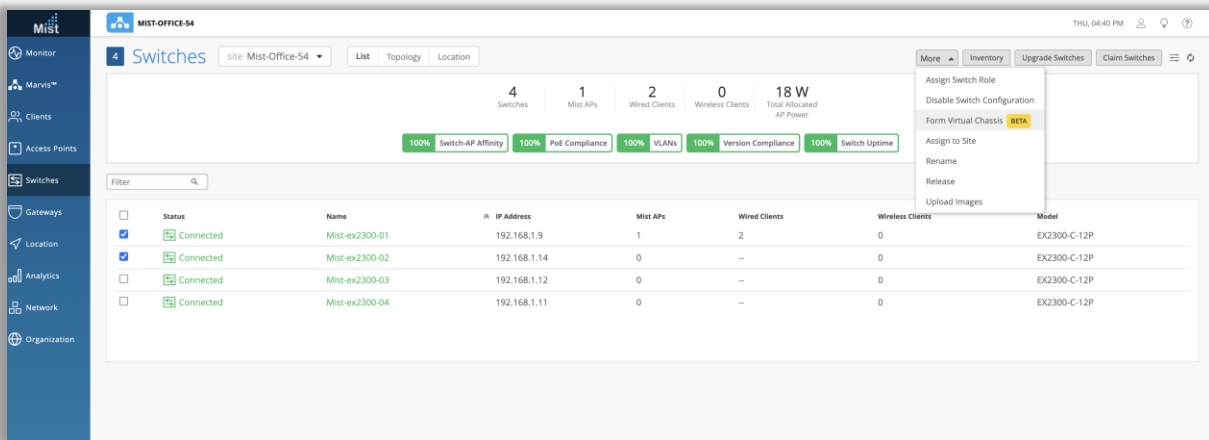 Mist
MIST-OFFICE-54
THU, 04:40 PM
Monitor
Marvis™
Clients
Access Points
Switches
Gateways
Location
Analytics
Network
Organization
4 Switches site Mist-Office-54 List Topology Location
More Inventory Upgrade Switches Claim Switches
Assign Switch Role
Disable Switch Configuration
Form Virtual Chassis BETA
Assign to Site
Rename
Release
Upload Images
4 1 2 0 18 W
Switches Mist APs Wired Clients Wireless Clients Total Allocated
AP Power
100% Switch-AP Affinity 100% PoE Compliance 100% VLANs 100% Version Compliance 100% Switch Uptime
Filter
Status Name IP Address Mist APs Wired Clients Wireless Clients Model
Connected Mist-ex2300-01 192.168.1.9 1 2 0 EX2300-C-12P
Connected Mist-ex2300-02 192.168.1.14 0 -- 0 EX2300-C-12P
Connected Mist-ex2300-03 192.168.1.12 0 -- 0 EX2300-C-12P
Connected Mist-ex2300-04 192.168.1.11 0 -- 0 EX2300-C-12P